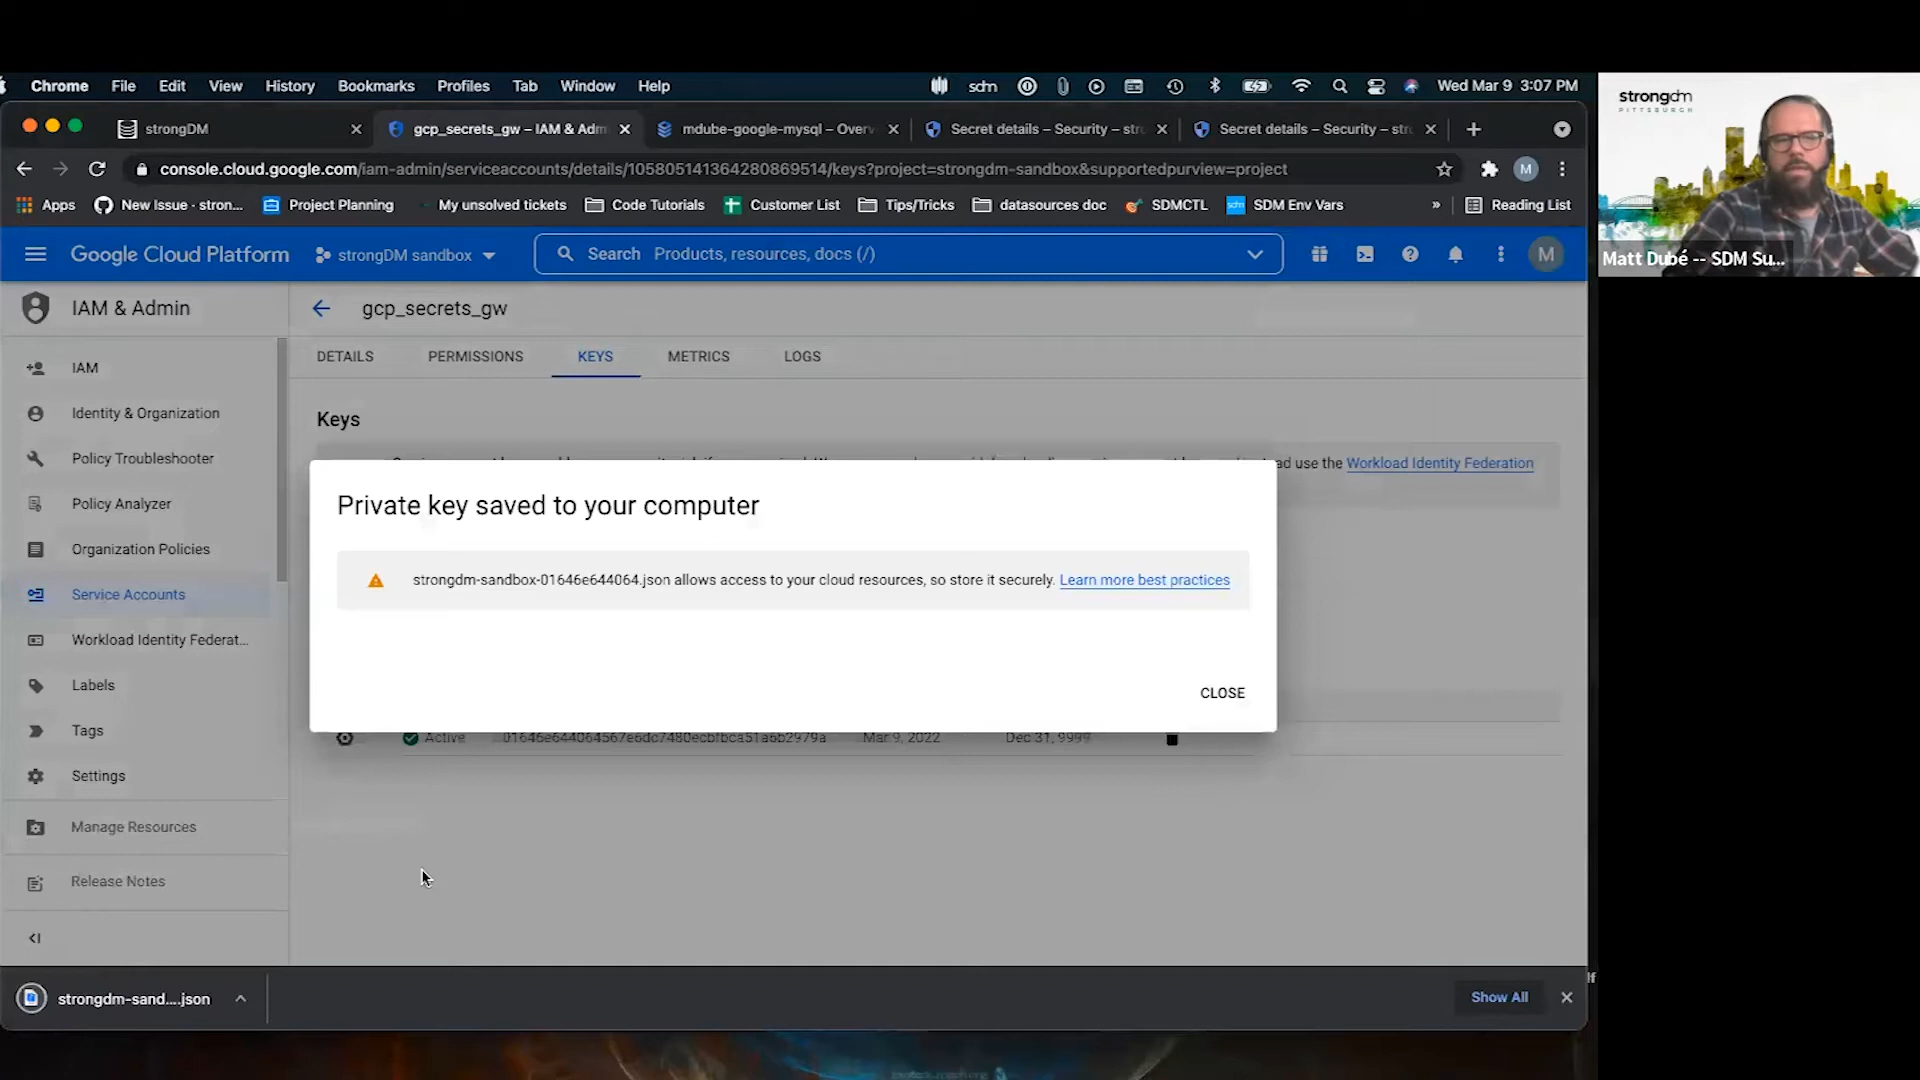 Chrome File Edit View History Bookmarks Profiles Tab Window Help sdm Wed Mar 9 3:07 PM
strongDM gcp_secrets_gw – IAM & Adm mdube-google-mysql – Over Secret details – Security – str Secret details – Security – str
console.cloud.google.com/iam-admin/serviceaccounts/details/105805141364280869514/keys?project=strongdm-sandbox&supportedpurview=project
Apps New Issue · stron... Project Planning My unsolved tickets Code Tutorials Customer List Tips/Tricks datasources doc SDMCTL sdm SDM Env Vars » Reading List
Google Cloud Platform strongDM sandbox Search Products, resources, docs (/) M
IAM & Admin
gcp_secrets_gw
DETAILS PERMISSIONS KEYS METRICS LOGS
IAM
Identity & Organization
Policy Troubleshooter
Policy Analyzer
Organization Policies
Service Accounts
Workload Identity Federat...
Labels
Tags
Settings
Manage Resources
Release Notes
Keys
use the Workload Identity Federation
Private key saved to your computer
strongdm-sandbox-01646e644064.json allows access to your cloud resources, so store it securely. Learn more best practices
CLOSE
Active 01646e644064567e6dc7480ecbfbca51a6b2979a Mar 9, 2022 Dec 31, 9999
strongdm-sand....json
Show All
strongdm
PITTSBURGH
Matt Dubé -- SDM Su...